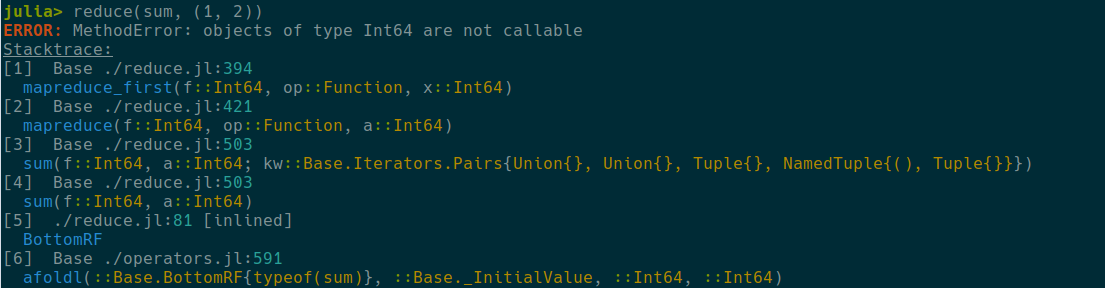 julia> reduce(sum, (1, 2))
ERROR: MethodError: objects of type Int64 are not callable
Stacktrace:
[1]  Base ./reduce.jl:394
  mapreduce_first(f::Int64, op::Function, x::Int64)
[2]  Base ./reduce.jl:421
  mapreduce(f::Int64, op::Function, a::Int64)
[3]  Base ./reduce.jl:503
  sum(f::Int64, a::Int64; kw::Base.Iterators.Pairs{Union{}, Union{}, Tuple{}, NamedTuple{(), Tuple{}}})
[4]  Base ./reduce.jl:503
  sum(f::Int64, a::Int64)
[5]  ./reduce.jl:81 [inlined]
  BottomRF
[6]  Base ./operators.jl:591
  afoldl(::Base.BottomRF{typeof(sum)}, ::Base._InitialValue, ::Int64, ::Int64)